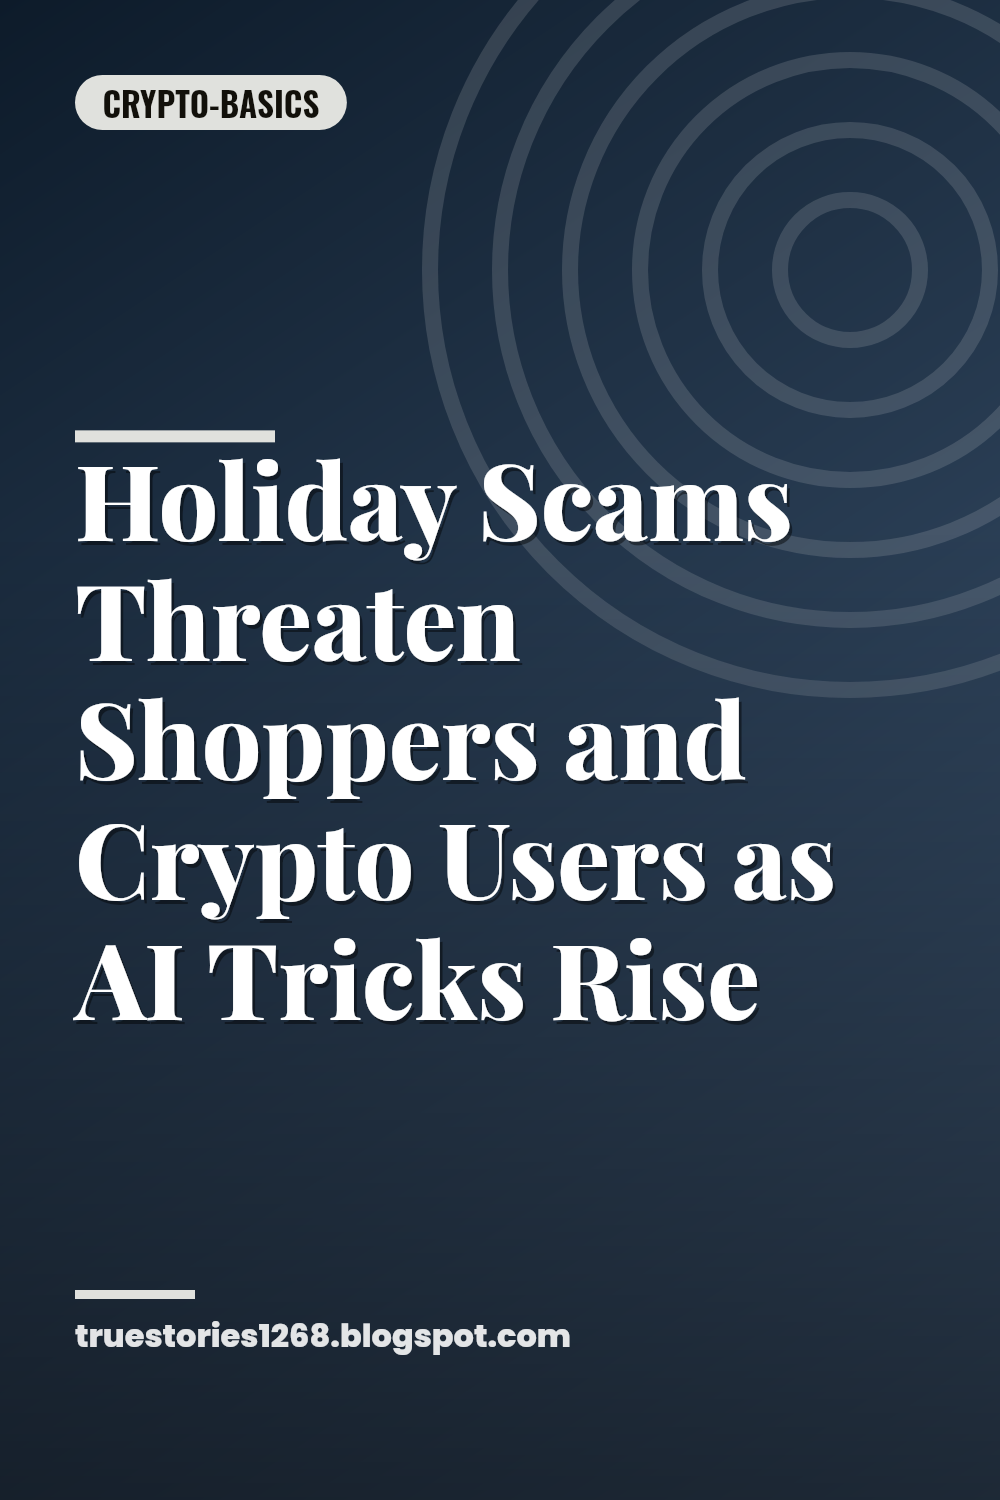 CRYPTO-BASICS
Holiday Scams
Threaten
Shoppers and
Crypto Users as
AI Tricks Rise
truestories1268.blogspot.com